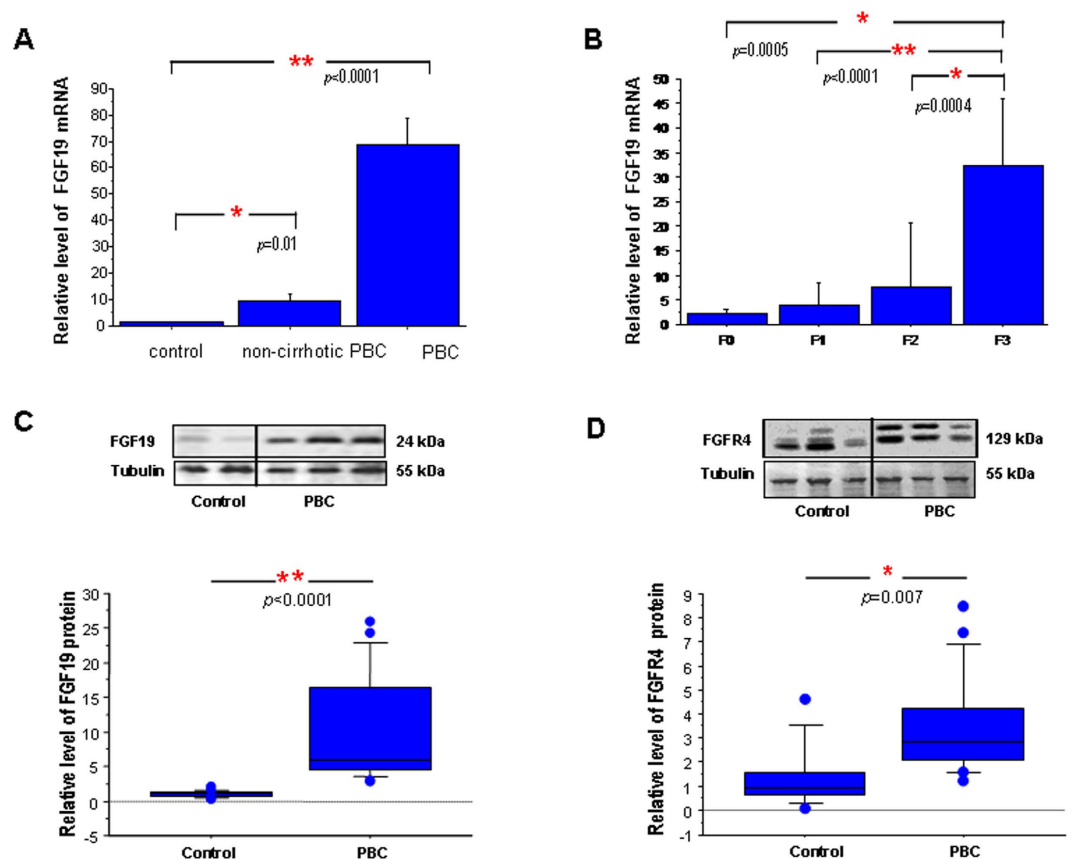 A
**
p<0.0001
Relative level of FGF19 mRNA
90
80
70
60
50
40
30
20
10
0
*
p=0.01
control
non-cirrhotic PBC
PBC
B
*
p=0.0005
**
p<0.0001
*
p=0.0004
Relative level of FGF19 mRNA
50
45
40
35
30
25
20
15
10
5
0
F0
F1
F2
F3
C
FGF19
24 kDa
Tubulin
55 kDa
Control
PBC
**
p<0.0001
Relative level of FGF19 protein
30
25
20
15
10
5
0
-5
Control
PBC
D
FGFR4
129 kDa
Tubulin
55 kDa
Control
PBC
*
p=0.007
Relative level of FGFR4 protein
9
8
7
6
5
4
3
2
1
0
-1
Control
PBC